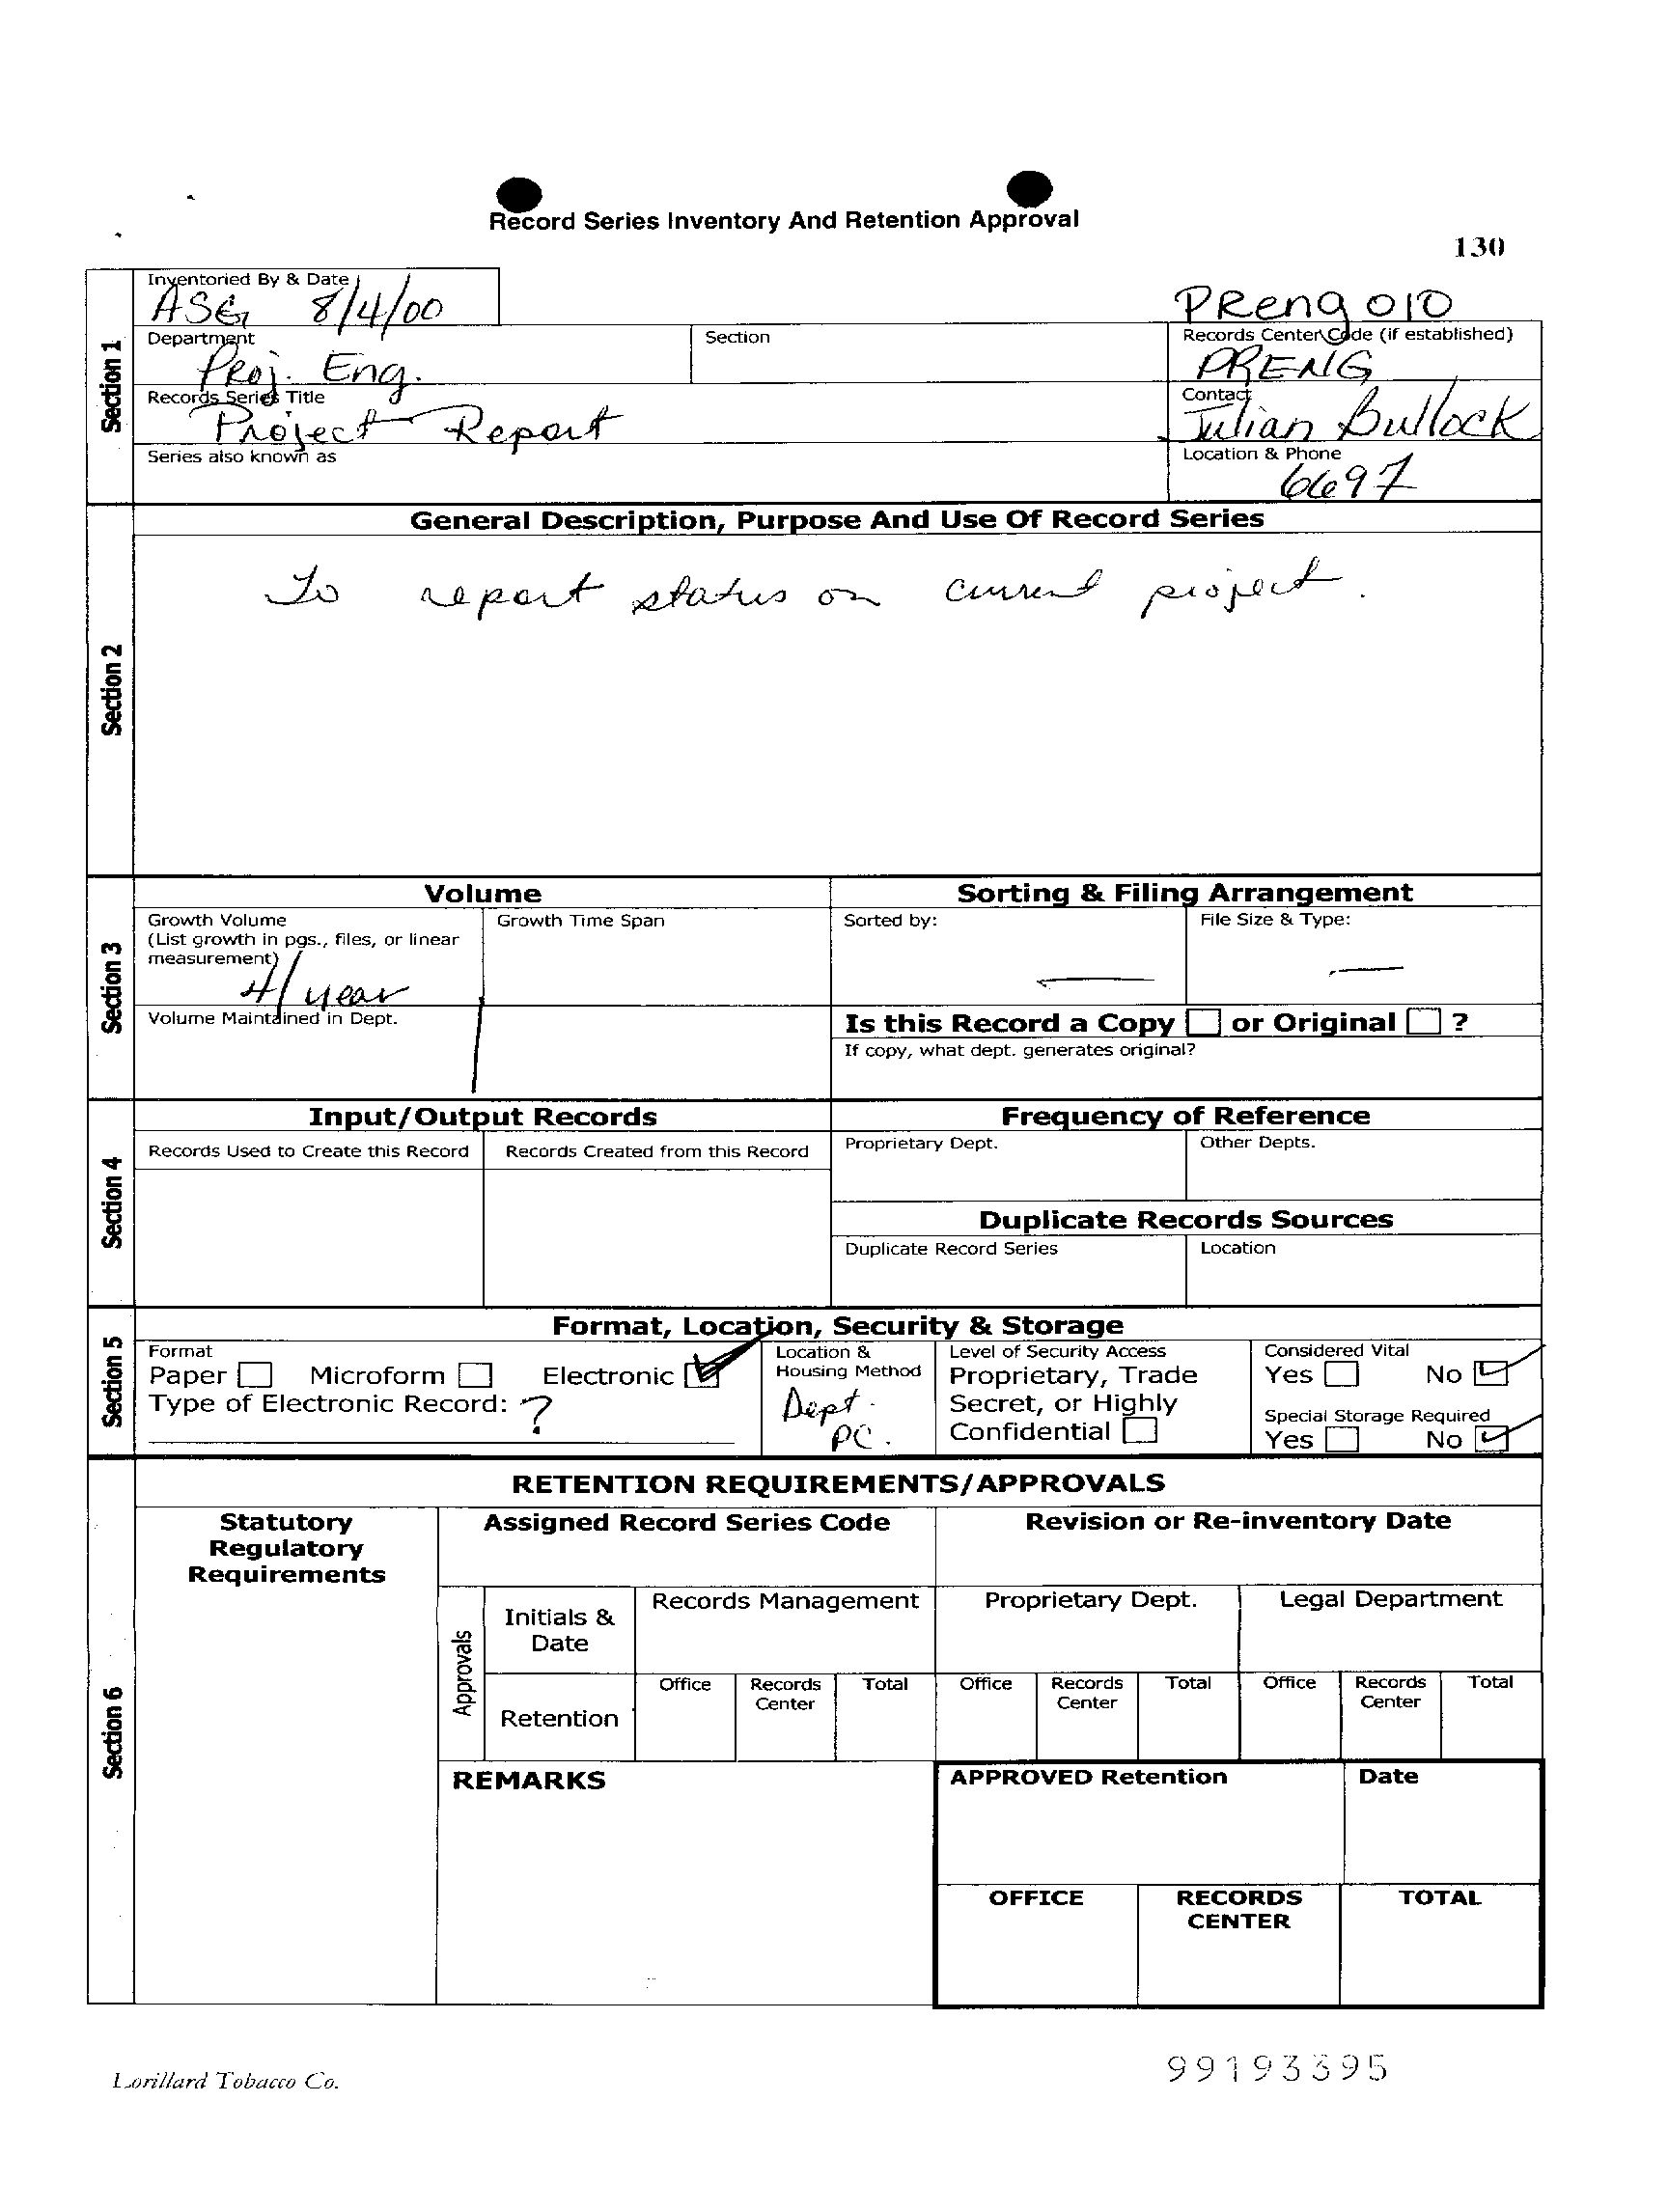 Record Series Inventory And Retention Approval
130
Inventoried By & Date
ASG 8/4/00
PReng 010
Department
Proj. Eng.
Section
Records Center Code (if established)
PRENG
Records Series Title
Project Report
Contact
Julian Bullock
Series also known as
Location & Phone
6697
Section 1
General Description, Purpose And Use Of Record Series
To report status on current project.
Section 2
Volume
Sorting & Filing Arrangement
Growth Volume
(List growth in pgs., files, or linear
measurement)
4/year
Growth Time Span
Sorted by:
—
File Size & Type:
—
Volume Maintained in Dept.
Is this Record a Copy or Original ?
If copy, what dept. generates original?
Section 3
Input/Output Records
Frequency of Reference
Records Used to Create this Record
Records Created from this Record
Proprietary Dept.
Other Depts.
Duplicate Records Sources
Duplicate Record Series
Location
Section 4
Format, Location, Security & Storage
Format
Paper Microform Electronic
Type of Electronic Record: ?
Location &
Housing Method
Dept.
PC.
Level of Security Access
Proprietary, Trade
Secret, or Highly
Confidential
Considered Vital
Yes No
Special Storage Required
Yes No
Section 5
RETENTION REQUIREMENTS/APPROVALS
Statutory
Regulatory
Requirements
Assigned Record Series Code
Revision or Re-inventory Date
Approvals
Initials &
Date
Records Management
Proprietary Dept.
Legal Department
Retention
Office
Records
Center
Total
Office
Records
Center
Total
Office
Records
Center
Total
REMARKS
APPROVED Retention
Date
OFFICE
RECORDS
CENTER
TOTAL
Section 6
Lorillard Tobacco Co.
99193395